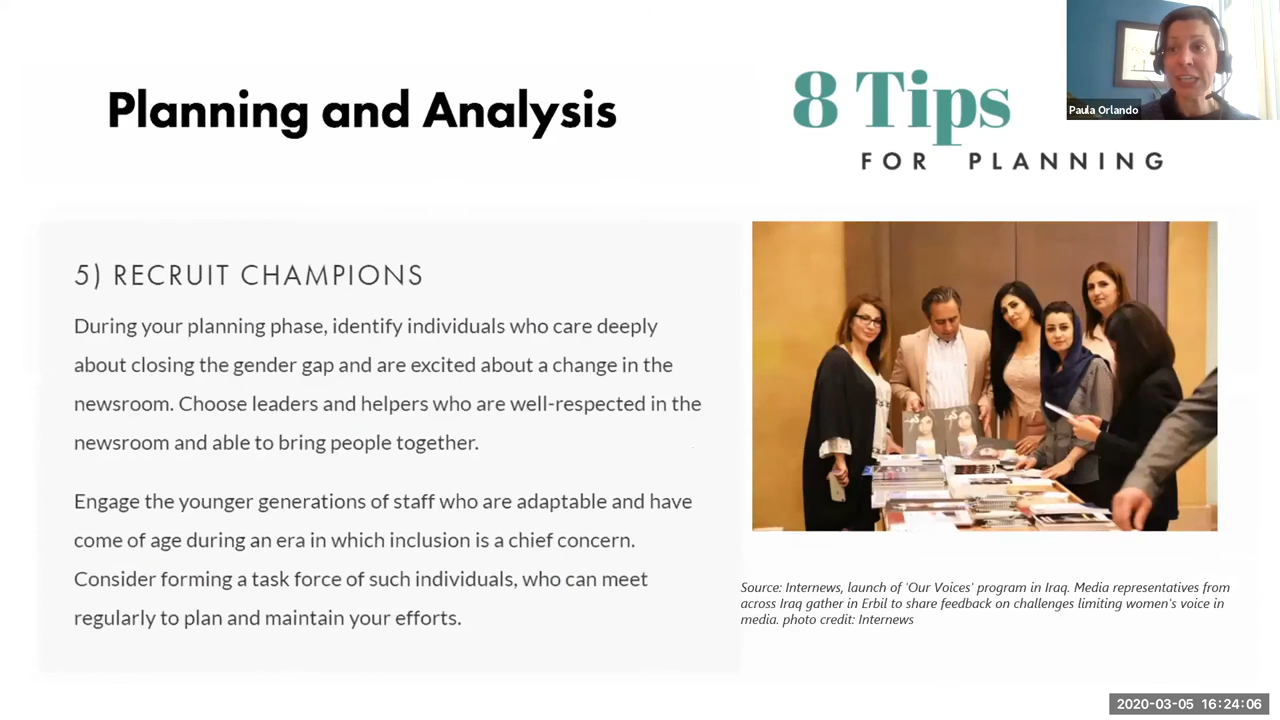 Planning and Analysis
8 Tips
FOR PLANNING
Paula Orlando
5) RECRUIT CHAMPIONS
During your planning phase, identify individuals who care deeply
about closing the gender gap and are excited about a change in the
newsroom. Choose leaders and helpers who are well-respected in the
newsroom and able to bring people together.
Engage the younger generations of staff who are adaptable and have
come of age during an era in which inclusion is a chief concern.
Consider forming a task force of such individuals, who can meet
regularly to plan and maintain your efforts.
Source: Internews, launch of 'Our Voices' program in Iraq. Media representatives from
across Iraq gather in Erbil to share feedback on challenges limiting women's voice in
media. photo credit: Internews
2020-03-05 16:24:06